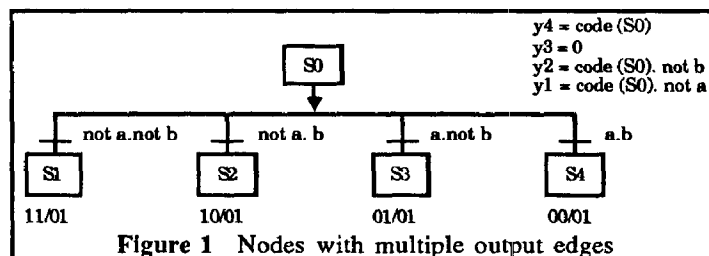 y4 = code (S0)
y3 = 0
y2 = code (S0). not b
y1 = code (S0). not a
S0
not a.not b
not a. b
a.not b
a.b
S1
S2
S3
S4
11/01
10/01
01/01
00/01
Figure 1 Nodes with multiple output edges